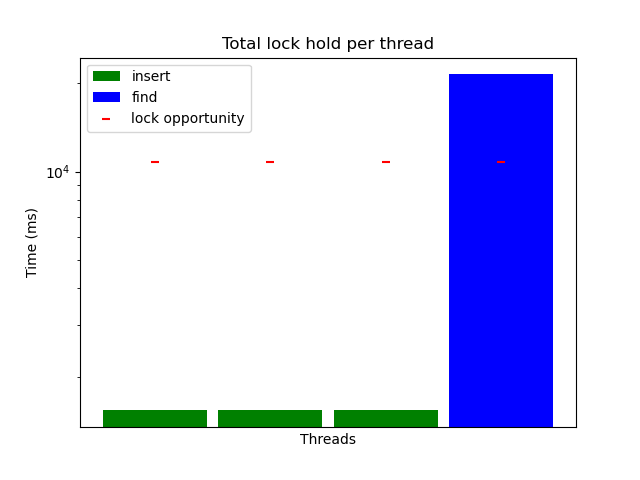 Total lock hold per thread
insert
find
lock opportunity
10⁴
Time (ms)
Threads